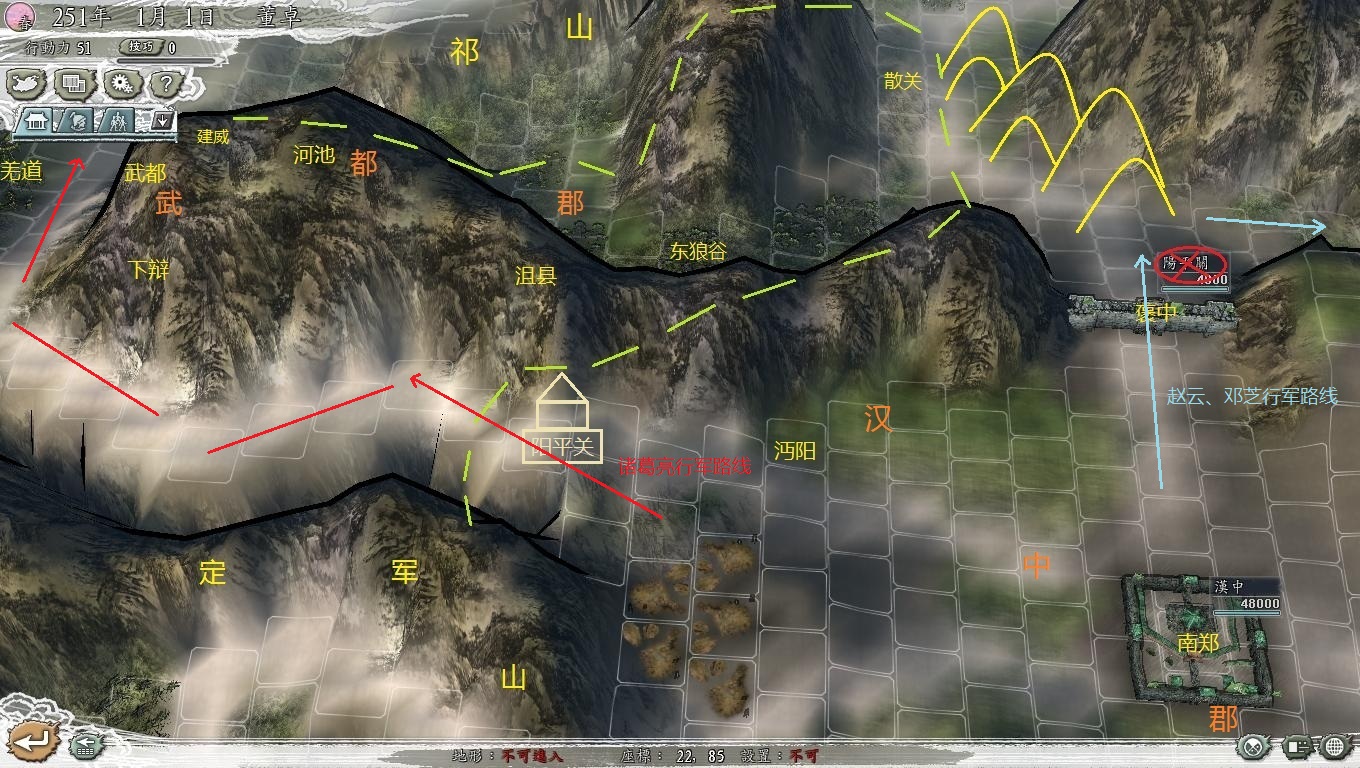 春 251年 1月 1日 董卓
行動力 51 技巧 0
?
祁 山
散关
建威
羌道
武都
河池
武 都 郡
下辩
沮县
东狼谷
陽平關
4800
褒中
赵云、邓芝行军路线
汉 中 郡
阳平关
沔阳
诸葛亮行军路线
定 军 山
漢中
48000
南郑
地形：不可進入 座標： 22，85 設置：不可